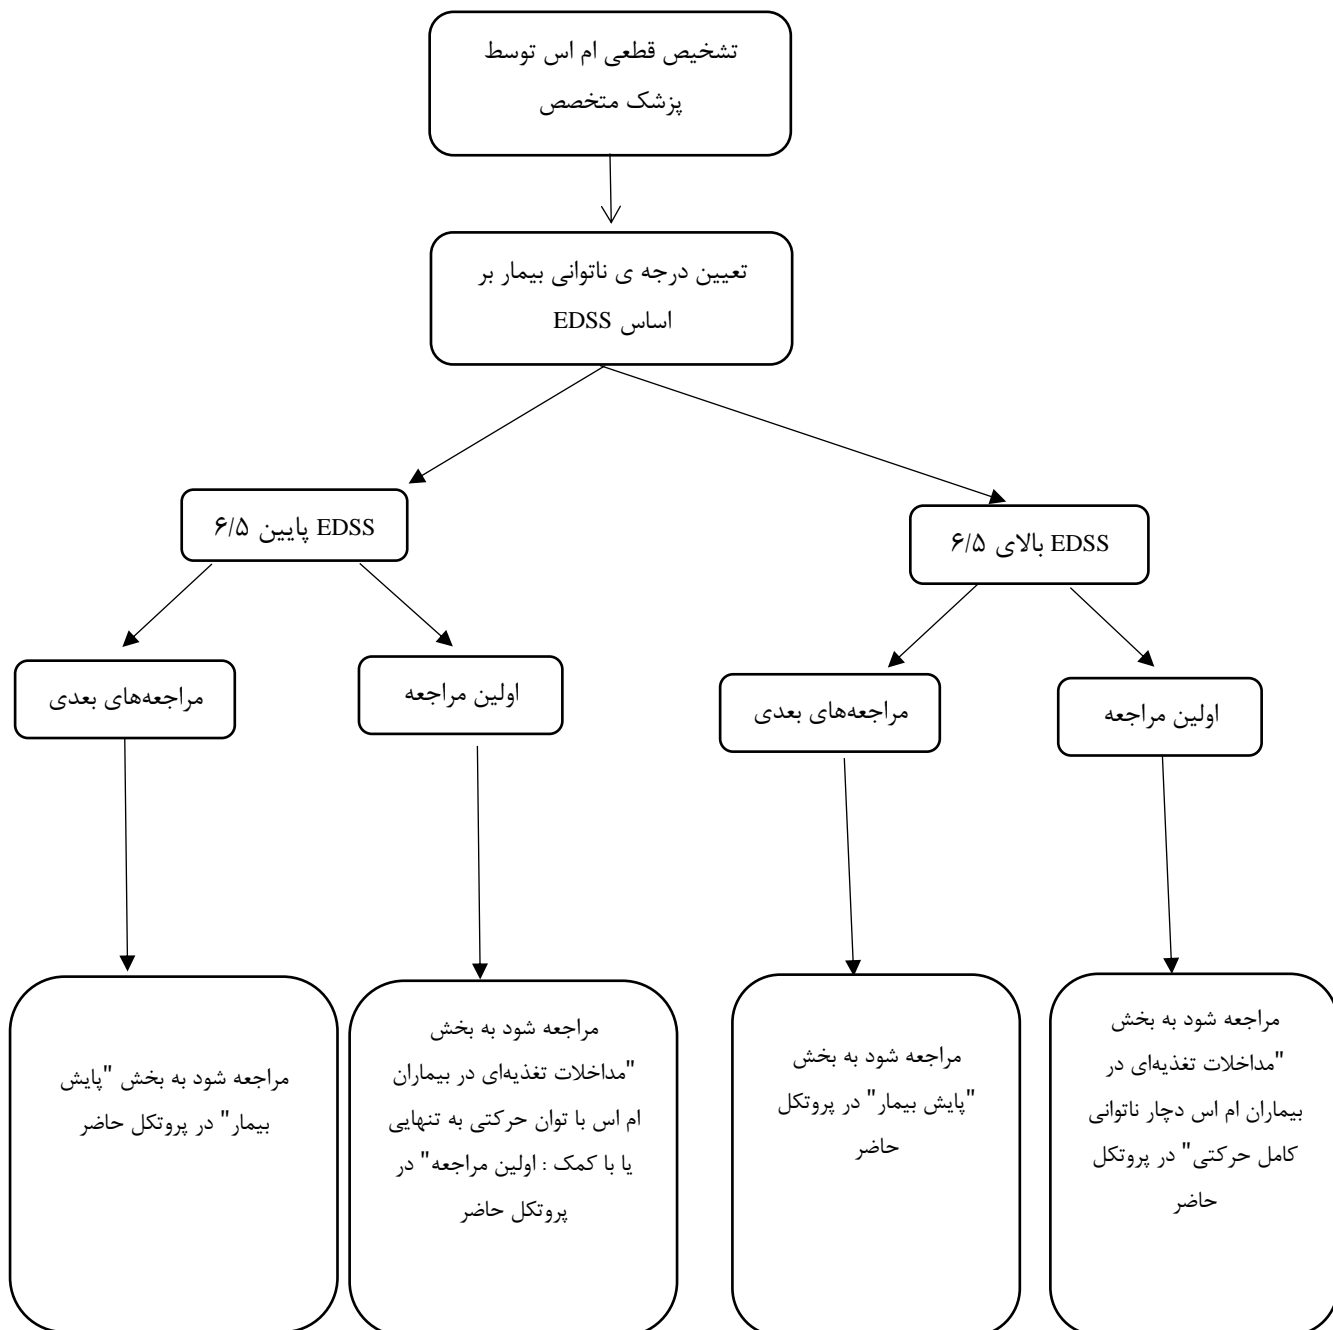 تشخیص قطعی ام اس توسط
پزشک متخصص
تعیین درجه ی ناتوانی بیمار بر
اساس EDSS
EDSS بالای ۶/۵
EDSS پایین ۶/۵
اولین مراجعه
مراجعه‌های بعدی
اولین مراجعه
مراجعه‌های بعدی
مراجعه شود به بخش
"مداخلات تغذیه‌ای در
بیماران ام اس دچار ناتوانی
کامل حرکتی" در پروتکل
حاضر
مراجعه شود به بخش
"پایش بیمار" در پروتکل
حاضر
مراجعه شود به بخش
"مداخلات تغذیه‌ای در بیماران
ام اس با توان حرکتی به تنهایی
یا با کمک : اولین مراجعه" در
پروتکل حاضر
مراجعه شود به بخش "پایش
بیمار" در پروتکل حاضر